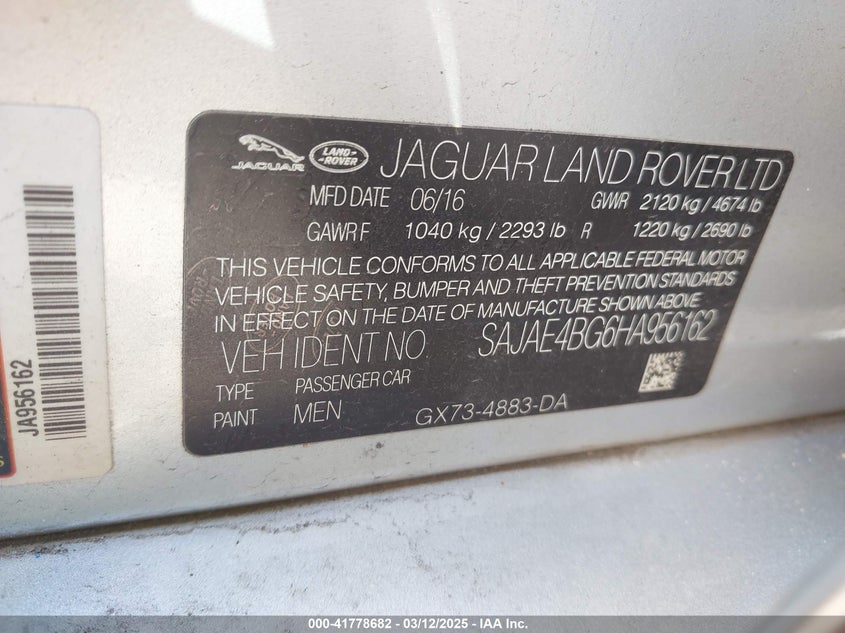 JAGUAR
LAND-
-ROVER
JAGUAR LAND ROVER LTD
MFD DATE 06/16 GVWR 2120 kg / 4674 lb
GAWR F 1040 kg / 2293 lb R 1220 kg / 2690 lb
THIS VEHICLE CONFORMS TO ALL APPLICABLE FEDERAL MOTOR
VEHICLE SAFETY, BUMPER AND THEFT PREVENTION STANDARDS
IN EFFECT ON THE DATE OF MANUFACTURE SHOWN ABOVE
VEH IDENT NO. SAJAE4BG6HA956162
TYPE PASSENGER CAR
PAINT MEN GX73-4883-DA
JA956162
000-41778682 - 03/12/2025 - IAA Inc.